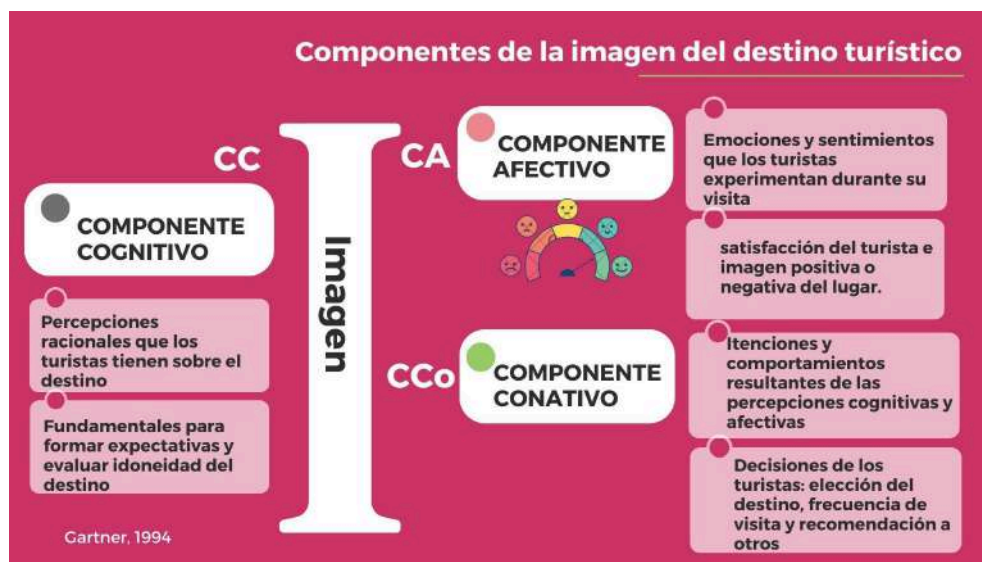 Componentes de la imagen del destino turístico
CC
COMPONENTE
COGNITIVO
Percepciones
racionales que los
turistas tienen sobre el
destino
Fundamentales para
formar expectativas y
evaluar idoneidad del
destino
Gartner, 1994
Imagen
CA
COMPONENTE
AFECTIVO
Emociones y sentimientos
que los turistas
experimentan durante su
visita
satisfacción del turista e
imagen positiva o
negativa del lugar.
CCo
COMPONENTE
CONATIVO
Itenciones y
comportamientos
resultantes de las
percepciones cognitivas y
afectivas
Decisiones de los
turistas: elección del
destino, frecuencia de
visita y recomendación a
otros